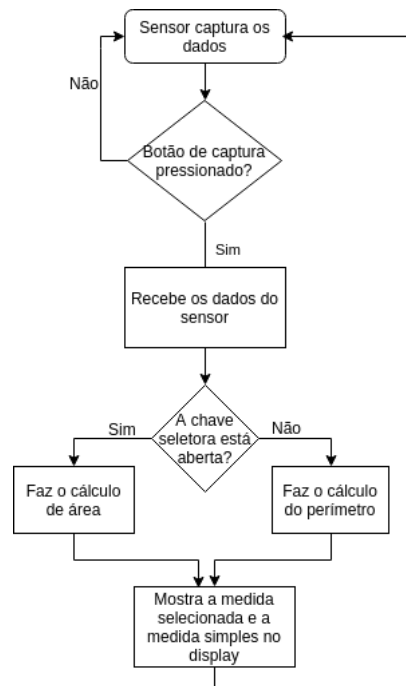 Sensor captura os
dados
Não
Botão de captura
pressionado?
Sim
Recebe os dados do
sensor
A chave
seletora está
aberta?
Sim
Não
Faz o cálculo
de área
Faz o cálculo
do perímetro
Mostra a medida
selecionada e a
medida simples no
display